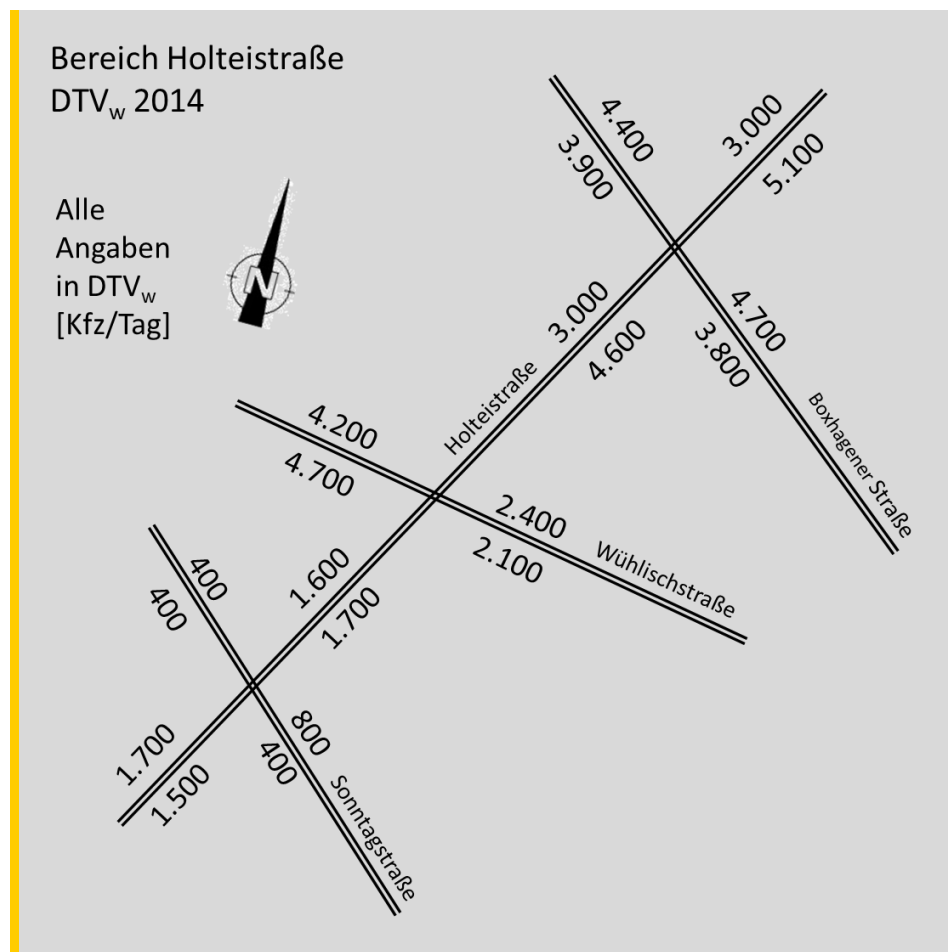 Bereich Holteistraße
DTVw 2014
Alle
Angaben
in DTVw
[Kfz/Tag]
N
4.400
3.900
3.000
5.100
3.000
4.600
4.700
3.800
Boxhagener Straße
Holteistraße
4.200
4.700
2.400
2.100
Wühlischstraße
1.600
1.700
400
400
1.700
1.500
800
400
Sonntagstraße